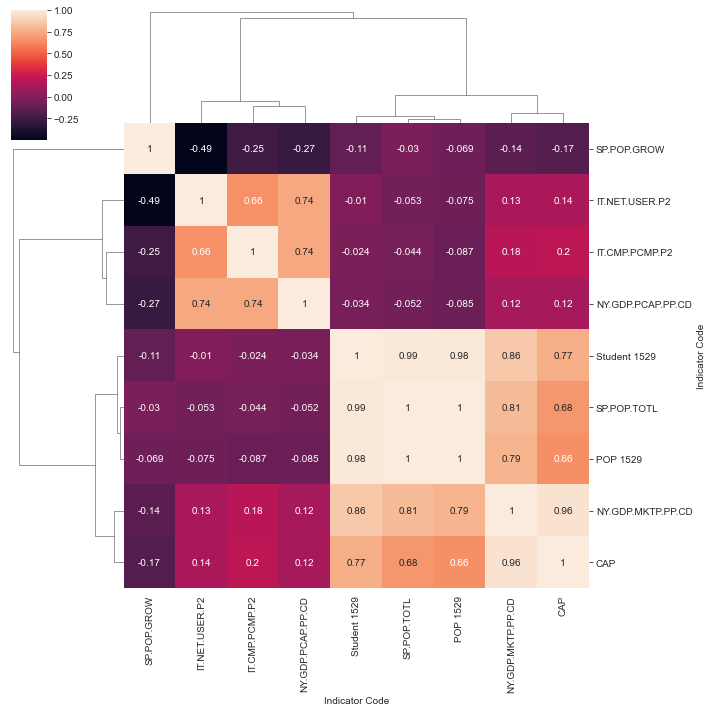 1.00
0.75
0.50
0.25
0.00
−0.25
1 -0.49 -0.25 -0.27 -0.11 -0.03 -0.069 -0.14 -0.17 SP.POP.GROW
-0.49 1 0.66 0.74 -0.01 -0.053 -0.075 0.13 0.14 IT.NET.USER.P2
-0.25 0.66 1 0.74 -0.024 -0.044 -0.087 0.18 0.2 IT.CMP.PCMP.P2
-0.27 0.74 0.74 1 -0.034 -0.052 -0.085 0.12 0.12 NY.GDP.PCAP.PP.CD
-0.11 -0.01 -0.024 -0.034 1 0.99 0.98 0.86 0.77 Student 1529
-0.03 -0.053 -0.044 -0.052 0.99 1 1 0.81 0.68 SP.POP.TOTL
-0.069 -0.075 -0.087 -0.085 0.98 1 1 0.79 0.66 POP 1529
-0.14 0.13 0.18 0.12 0.86 0.81 0.79 1 0.96 NY.GDP.MKTP.PP.CD
-0.17 0.14 0.2 0.12 0.77 0.68 0.66 0.96 1 CAP
Indicator Code
SP.POP.GROW
IT.NET.USER.P2
IT.CMP.PCMP.P2
NY.GDP.PCAP.PP.CD
Student 1529
SP.POP.TOTL
POP 1529
NY.GDP.MKTP.PP.CD
CAP
Indicator Code